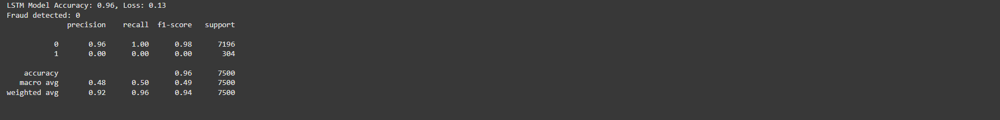 LSTM Model Accuracy: 0.96, Loss: 0.13
Fraud detected: 0
precision recall f1-score support
0 0.96 1.00 0.98 7196
1 0.00 0.00 0.00 304
accuracy 0.96 7500
macro avg 0.48 0.50 0.49 7500
weighted avg 0.92 0.96 0.94 7500